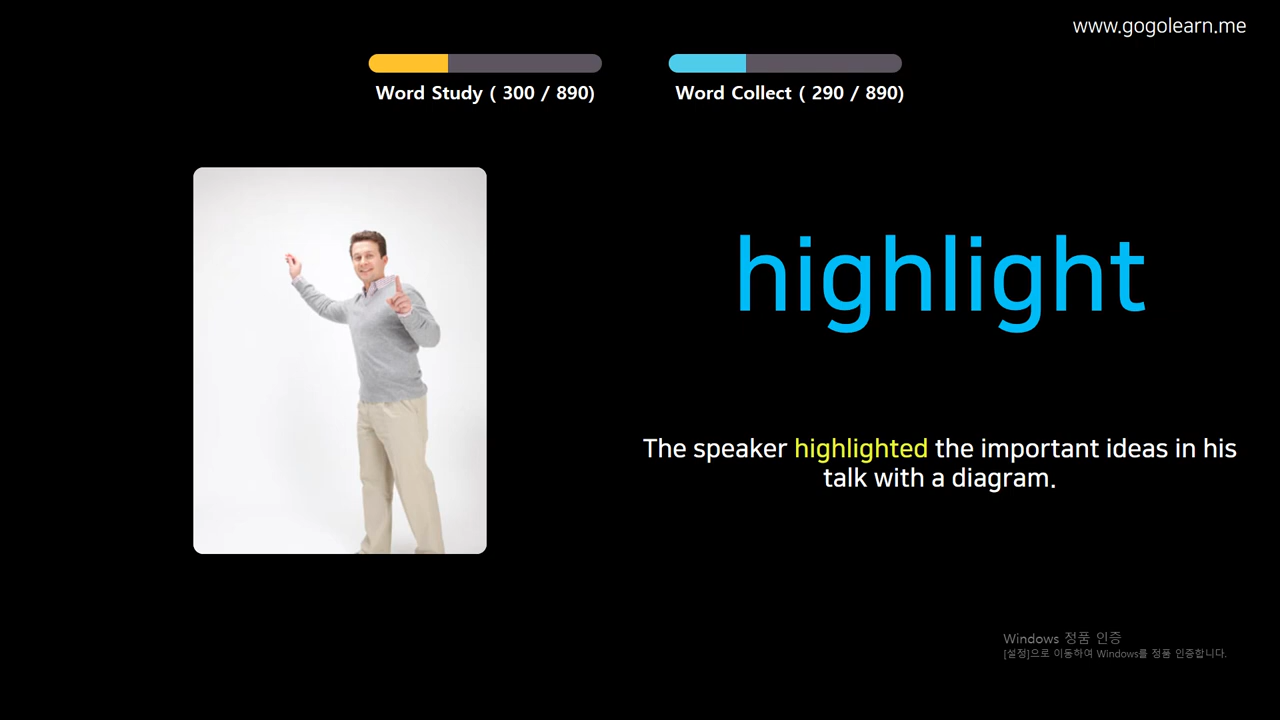 www.gogolearn.me
Word Study ( 300 / 890)
Word Collect ( 290 / 890)
highlight
The speaker highlighted the important ideas in his
talk with a diagram.
Windows 정품 인증
[설정]으로 이동하여 Windows를 정품 인증합니다.